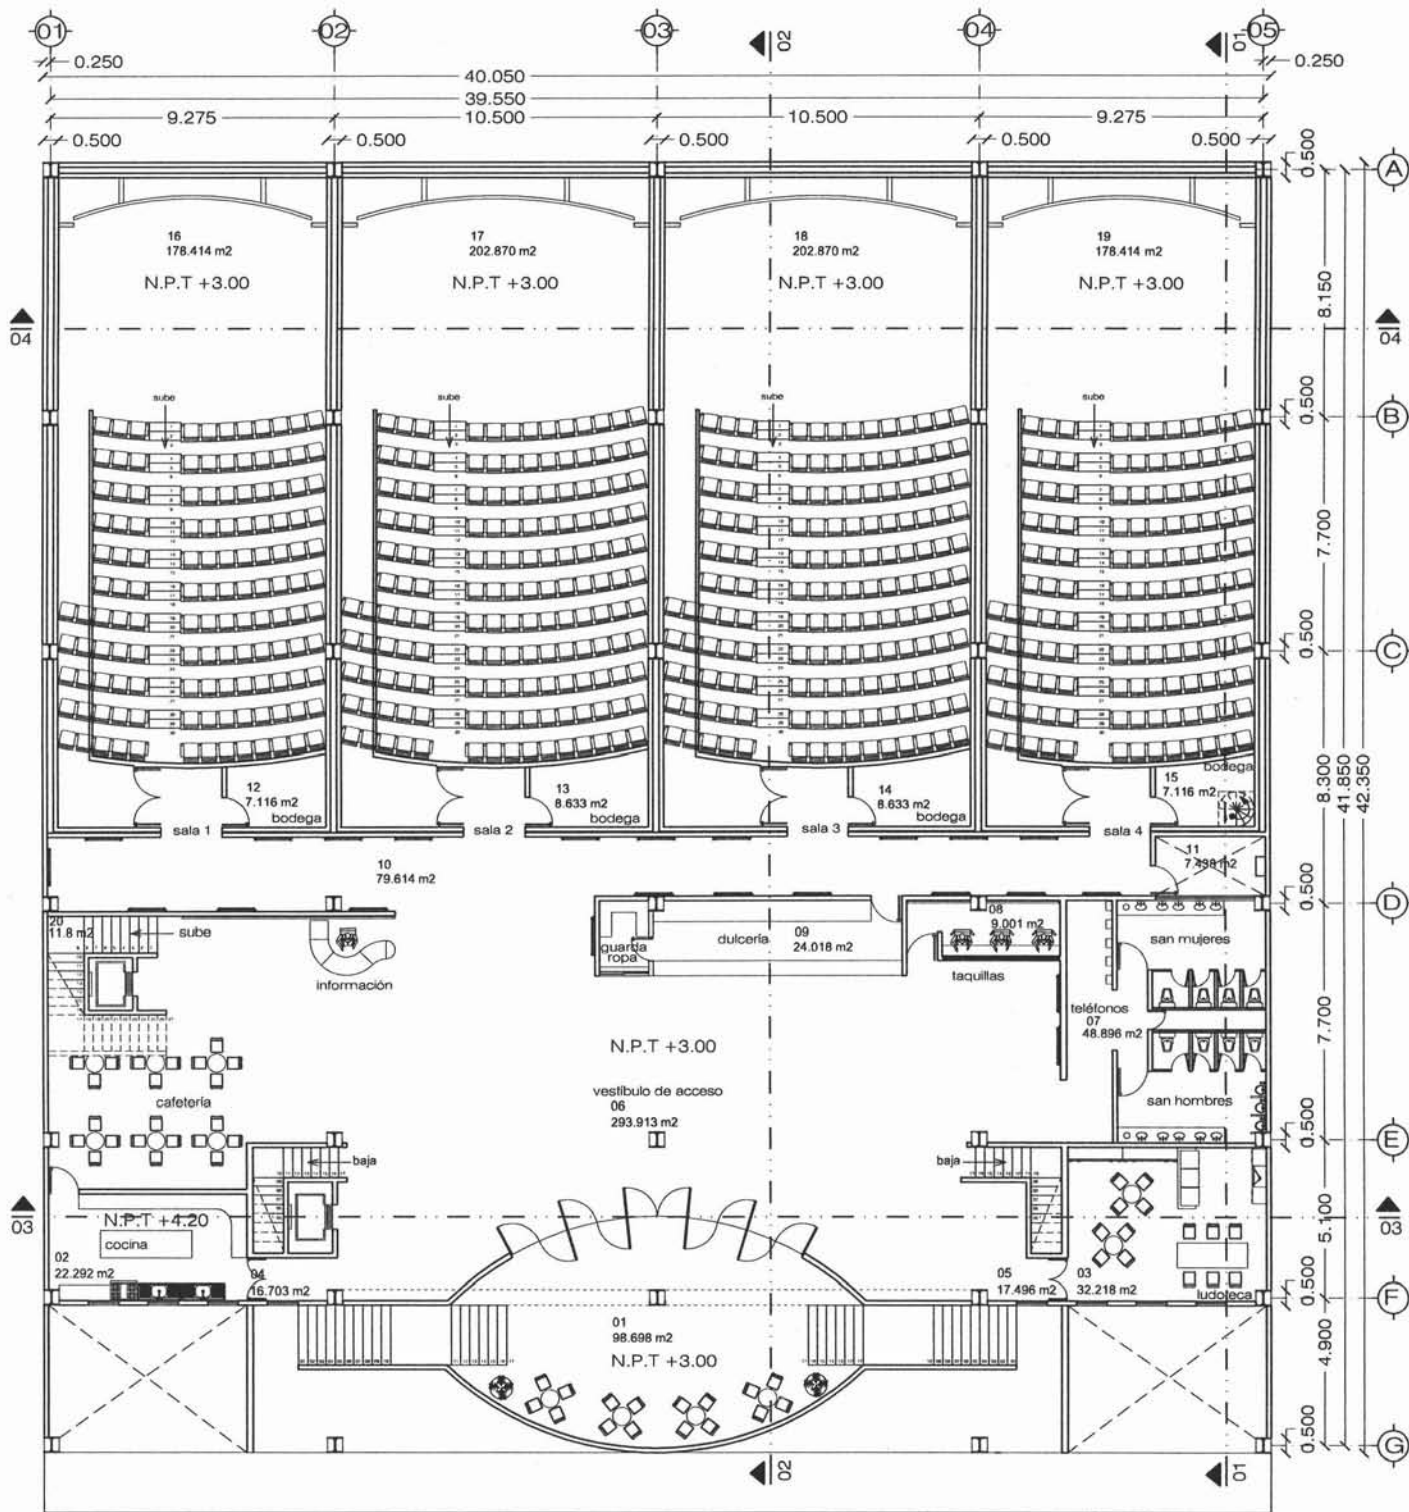 01 02 03 04 05
02 01
0.250 0.250
40.050
39.550
9.275 10.500 10.500 9.275
0.500 0.500 0.500 0.500 0.500
0.500
A
16
178.414 m2
N.P.T +3.00
17
202.870 m2
N.P.T +3.00
18
202.870 m2
N.P.T +3.00
19
178.414 m2
N.P.T +3.00
8.150
04 04
sube sube sube sube
0.500
B
7.700
0.500
C
8.300
41.850
42.350
12
7.116 m2
bodega
13
8.633 m2
bodega
14
8.633 m2
bodega
bodega
15
7.116 m2
sala 1 sala 2 sala 3 sala 4
10
79.614 m2
11
7.438 m2
0.500
D
20
11.8 m2
sube
información
guarda
ropa
dulcería
09
24.018 m2
08
9.001 m2
taquillas
san mujeres
teléfonos
07
48.896 m2
san hombres
7.700
N.P.T +3.00
vestíbulo de acceso
06
293.913 m2
cafetería
0.500
E
baja baja
03 03
N.P.T +4.20
cocina
02
22.292 m2
04
16.703 m2
05
17.496 m2
03
32.218 m2
ludoteca
5.100
0.500
F
01
98.698 m2
N.P.T +3.00
4.900
0.500
G
02 01